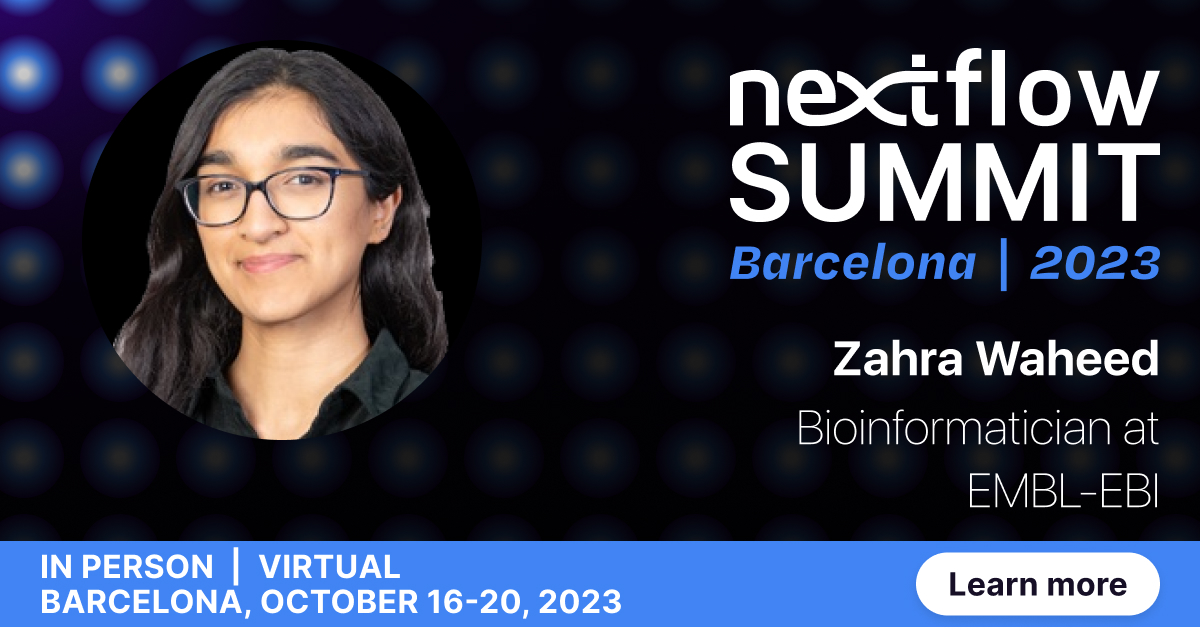 nextflow
SUMMIT
Barcelona | 2023
Zahra Waheed
Bioinformatician at
EMBL-EBI
IN PERSON | VIRTUAL
BARCELONA, OCTOBER 16-20, 2023
Learn more